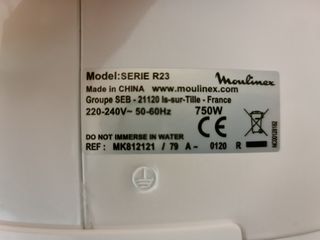 Model:SERIE R23 Moulinex
Made in CHINA www.moulinex.com
Groupe SEB - 21120 Is-sur-Tille - France
220-240V~ 50-60Hz 750W
CE
DO NOT IMMERSE IN WATER
REF : MK812121 / 79 A- 0120 R